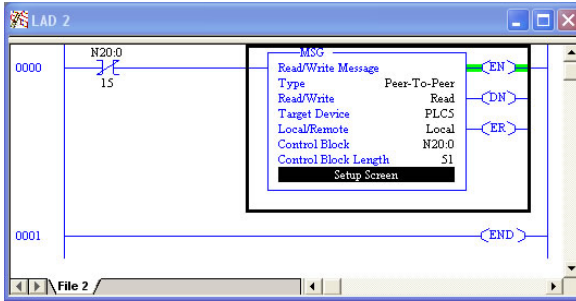 LAD 2
N20:0
0000
15
MSG
Read/Write Message
Type Peer-To-Peer
Read/Write Read
Target Device PLC5
Local/Remote Local
Control Block N20:0
Control Block Length 51
Setup Screen
EN
DN
ER
0001
END
File 2